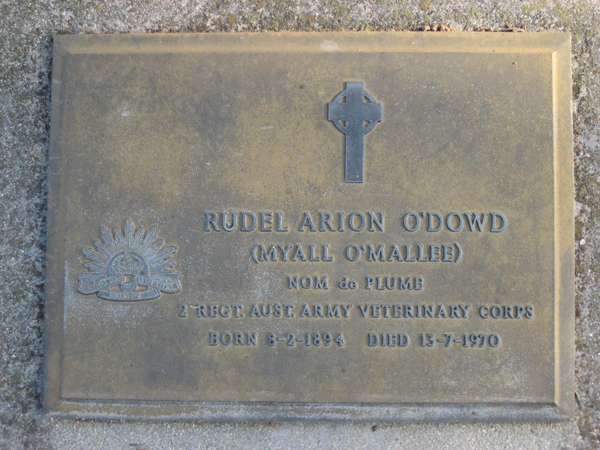 RUDEL ARION O'DOWD
(MYALL O'MALLEE)
NOM de PLUME
2 REGT. AUST. ARMY VETERINARY CORPS
BORN 8-2-1894 DIED 13-7-1970